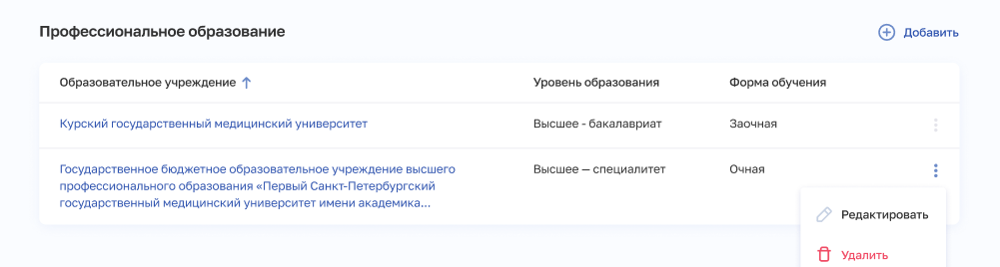 Профессиональное образование
Добавить
Образовательное учреждение
Уровень образования
Форма обучения
Курский государственный медицинский университет
Высшее - бакалавриат
Заочная
Государственное бюджетное образовательное учреждение высшего
профессионального образования «Первый Санкт-Петербургский
государственный медицинский университет имени академика...
Высшее — специалитет
Очная
Редактировать
Удалить